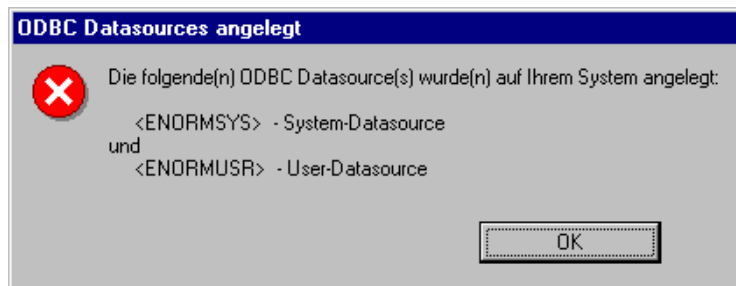 ODBC Datasources angelegt
Die folgende(n) ODBC Datasource(s) wurde(n) auf Ihrem System angelegt:
<ENORMSYS> - System-Datasource
und
<ENORMUSR> - User-Datasource
OK